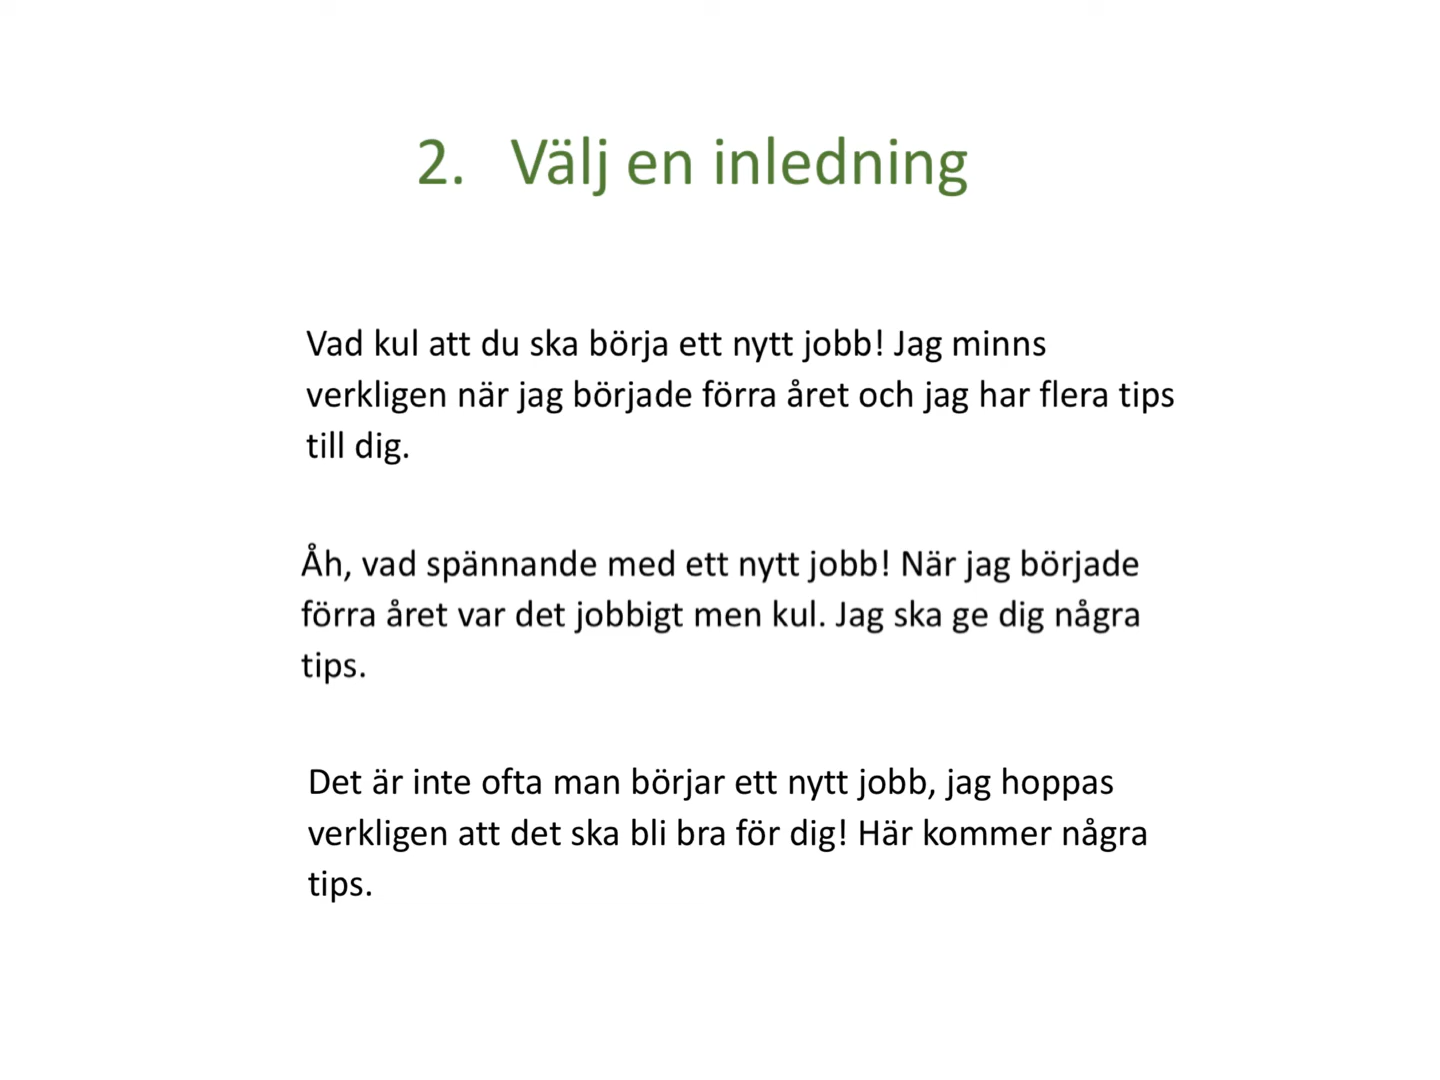 2. Välj en inledning
Vad kul att du ska börja ett nytt jobb! Jag minns
verkligen när jag började förra året och jag har flera tips
till dig.
Åh, vad spännande med ett nytt jobb! När jag började
förra året var det jobbigt men kul. Jag ska ge dig några
tips.
Det är inte ofta man börjar ett nytt jobb, jag hoppas
verkligen att det ska bli bra för dig! Här kommer några
tips.